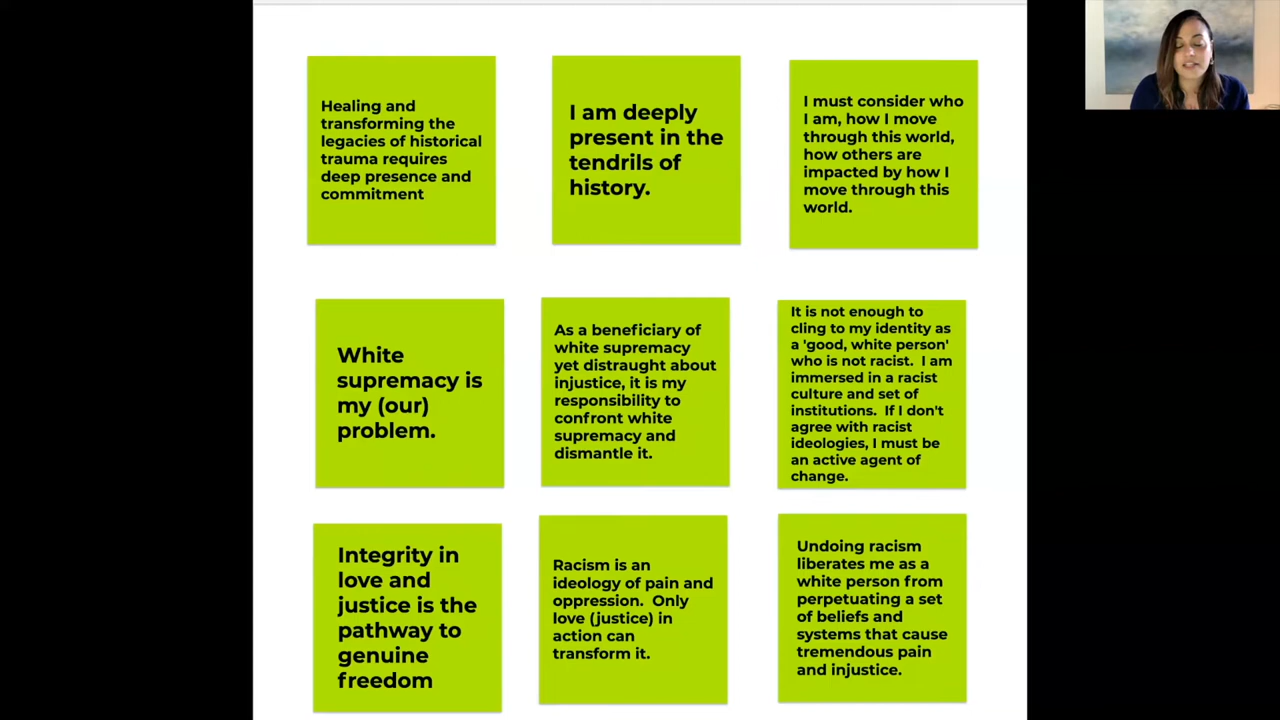 Healing and
transforming the
legacies of historical
trauma requires
deep presence and
commitment
I am deeply
present in the
tendrils of
history.
I must consider who
I am, how I move
through this world,
how others are
impacted by how I
move through this
world.
White
supremacy is
my (our)
problem.
As a beneficiary of
white supremacy
yet distraught about
injustice, it is my
responsibility to
confront white
supremacy and
dismantle it.
It is not enough to
cling to my identity as
a 'good, white person'
who is not racist.  I am
immersed in a racist
culture and set of
institutions.  If I don't
agree with racist
ideologies, I must be
an active agent of
change.
Integrity in
love and
justice is the
pathway to
genuine
freedom
Racism is an
ideology of pain and
oppression.  Only
love (justice) in
action can
transform it.
Undoing racism
liberates me as a
white person from
perpetuating a set
of beliefs and
systems that cause
tremendous pain
and injustice.